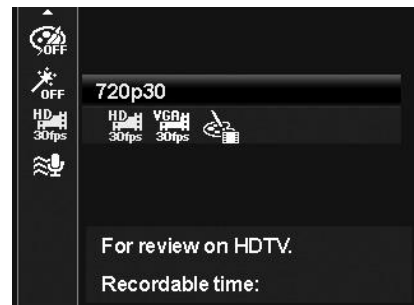 OFF
OFF
720p30
HD HD VGA
30fps 30fps 30fps
For review on HDTV.
Recordable time: